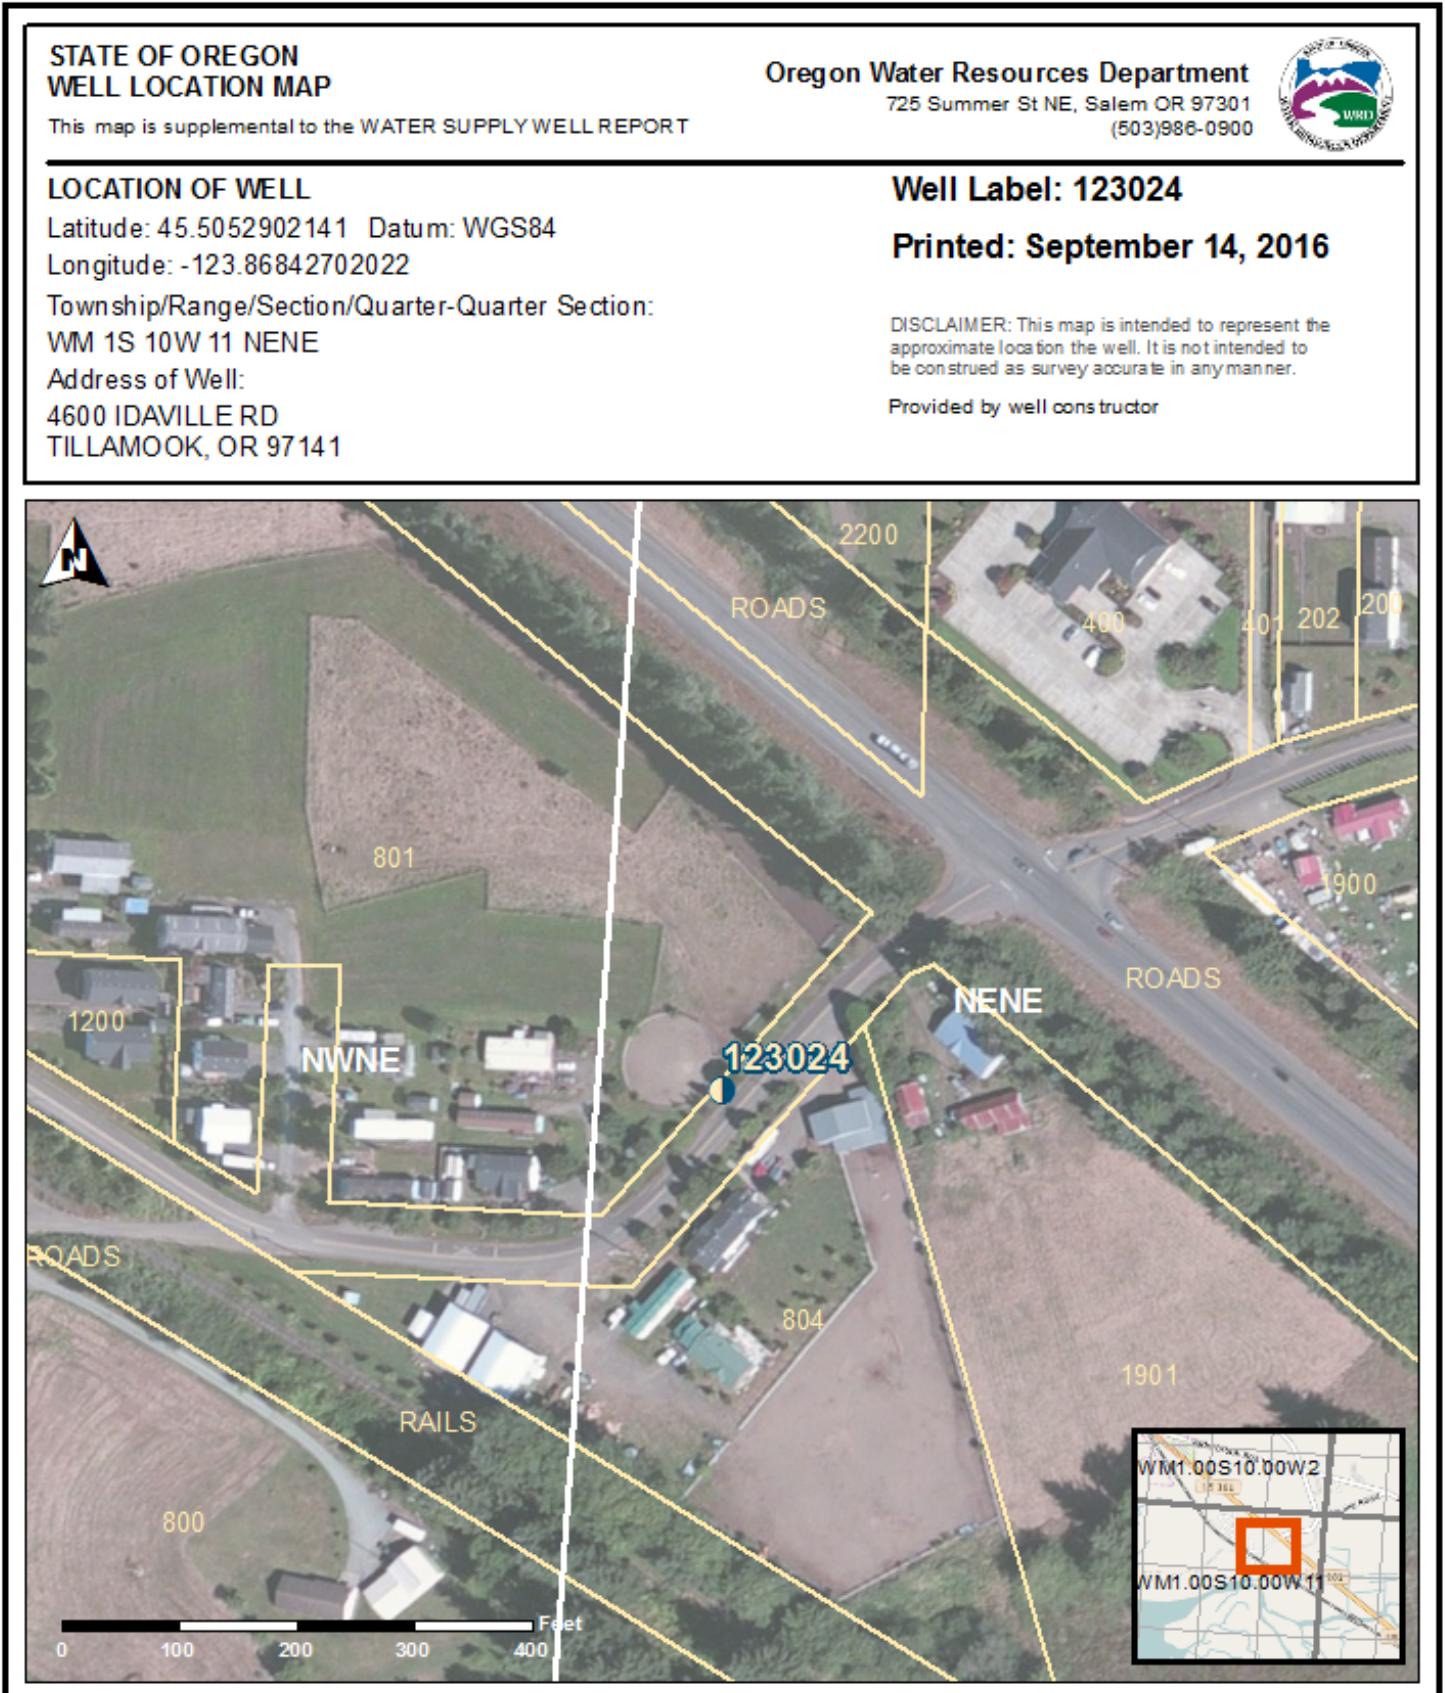 STATE OF OREGON
WELL LOCATION MAP
This map is supplemental to the WATER SUPPLY WELL REPORT
Oregon Water Resources Department
725 Summer St NE, Salem OR 97301
(503)986-0900
WRD
LOCATION OF WELL
Latitude: 45.5052902141 Datum: WGS84
Longitude: -123.86842702022
Township/Range/Section/Quarter-Quarter Section:
WM 1S 10W 11 NENE
Address of Well:
4600 IDAVILLE RD
TILLAMOOK, OR 97141
Well Label: 123024
Printed: September 14, 2016
DISCLAIMER: This map is intended to represent the
approximate location the well. It is not intended to
be construed as survey accurate in any manner.
Provided by well constructor
N
2200
ROADS
400
401
202
200
801
1900
ROADS
NENE
1200
NWNE
123024
ROADS
804
1901
RAILS
800
WM1.00S10.00W2
WM1.00S10.00W11
Feet
0 100 200 300 400